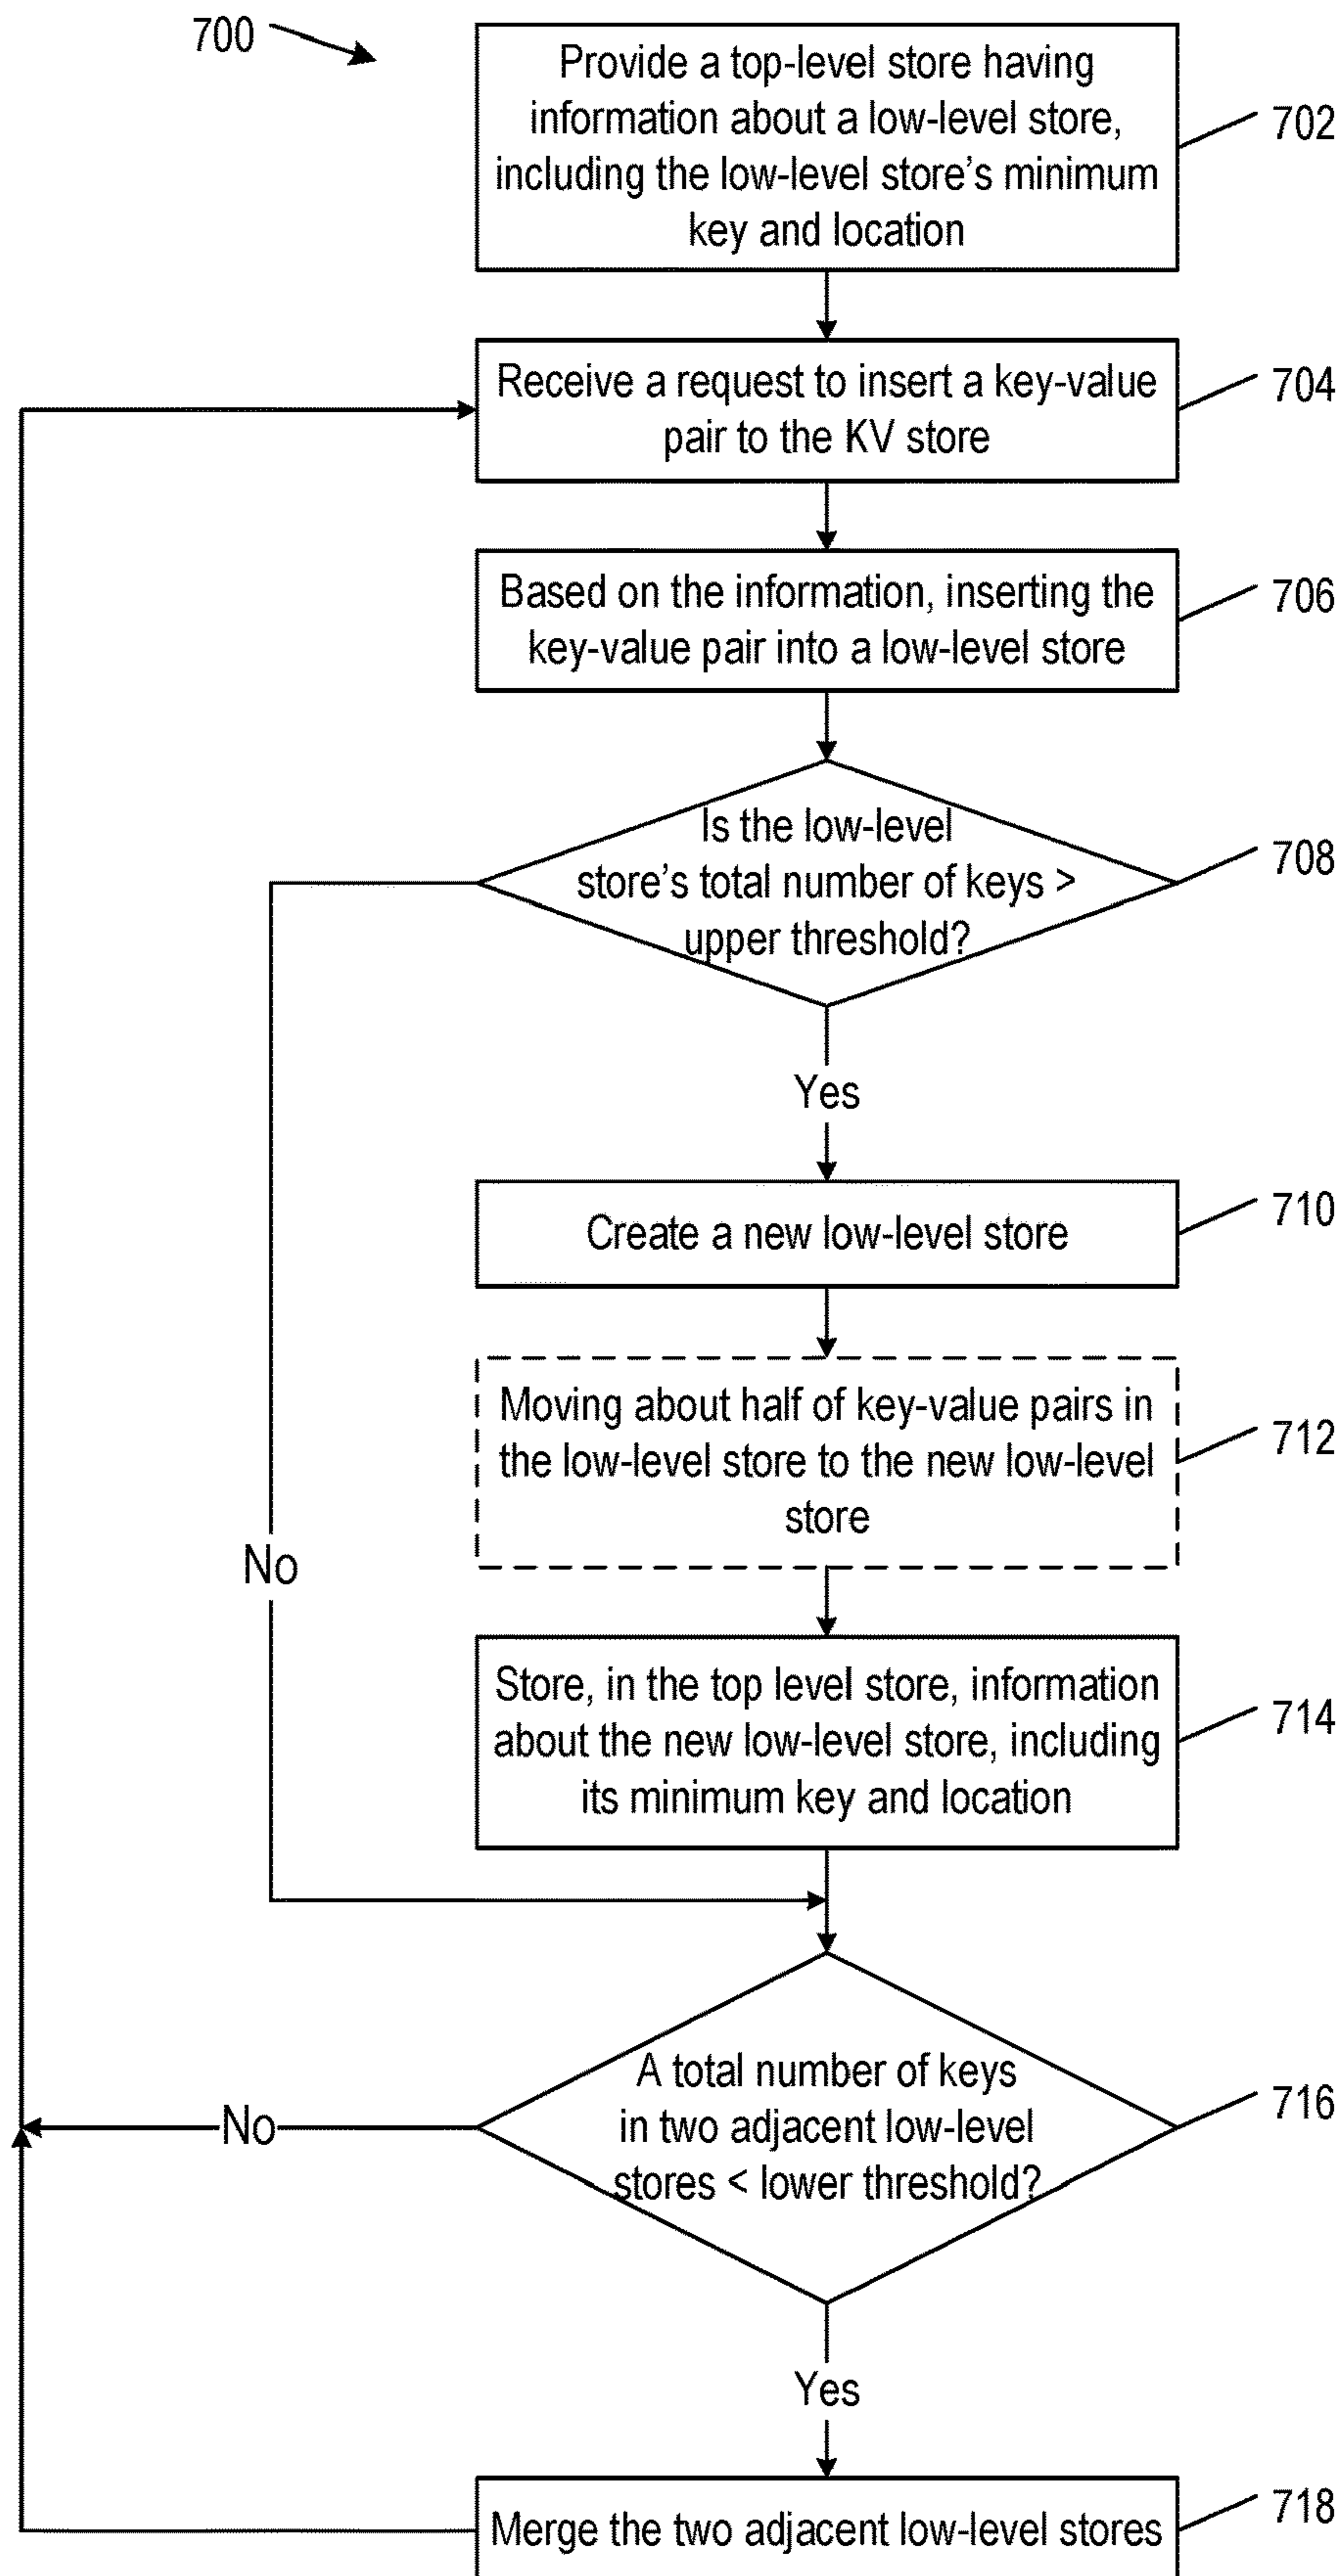 700
Provide a top-level store having
information about a low-level store,
including the low-level store's minimum
key and location
702
Receive a request to insert a key-value
pair to the KV store
704
Based on the information, inserting the
key-value pair into a low-level store
706
Is the low-level
store's total number of keys >
upper threshold?
708
Yes
Create a new low-level store
710
Moving about half of key-value pairs in
the low-level store to the new low-level
store
712
No
Store, in the top level store, information
about the new low-level store, including
its minimum key and location
714
A total number of keys
in two adjacent low-level
stores < lower threshold?
716
No
Yes
Merge the two adjacent low-level stores
718